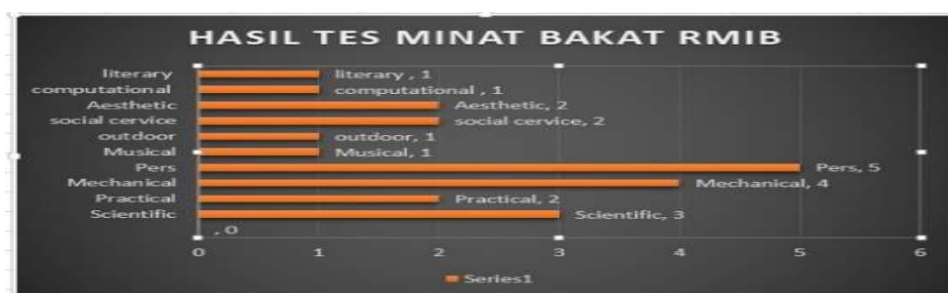 HASIL TES MINAT BAKAT RMIB
literary literary , 1
computational computational , 1
Aesthetic Aesthetic, 2
social cervice social cervice, 2
outdoor outdoor, 1
Musical Musical, 1
Pers Pers, 5
Mechanical Mechanical, 4
Practical Practical, 2
Scientific Scientific, 3
, 0
0 1 2 3 4 5 6
Series1